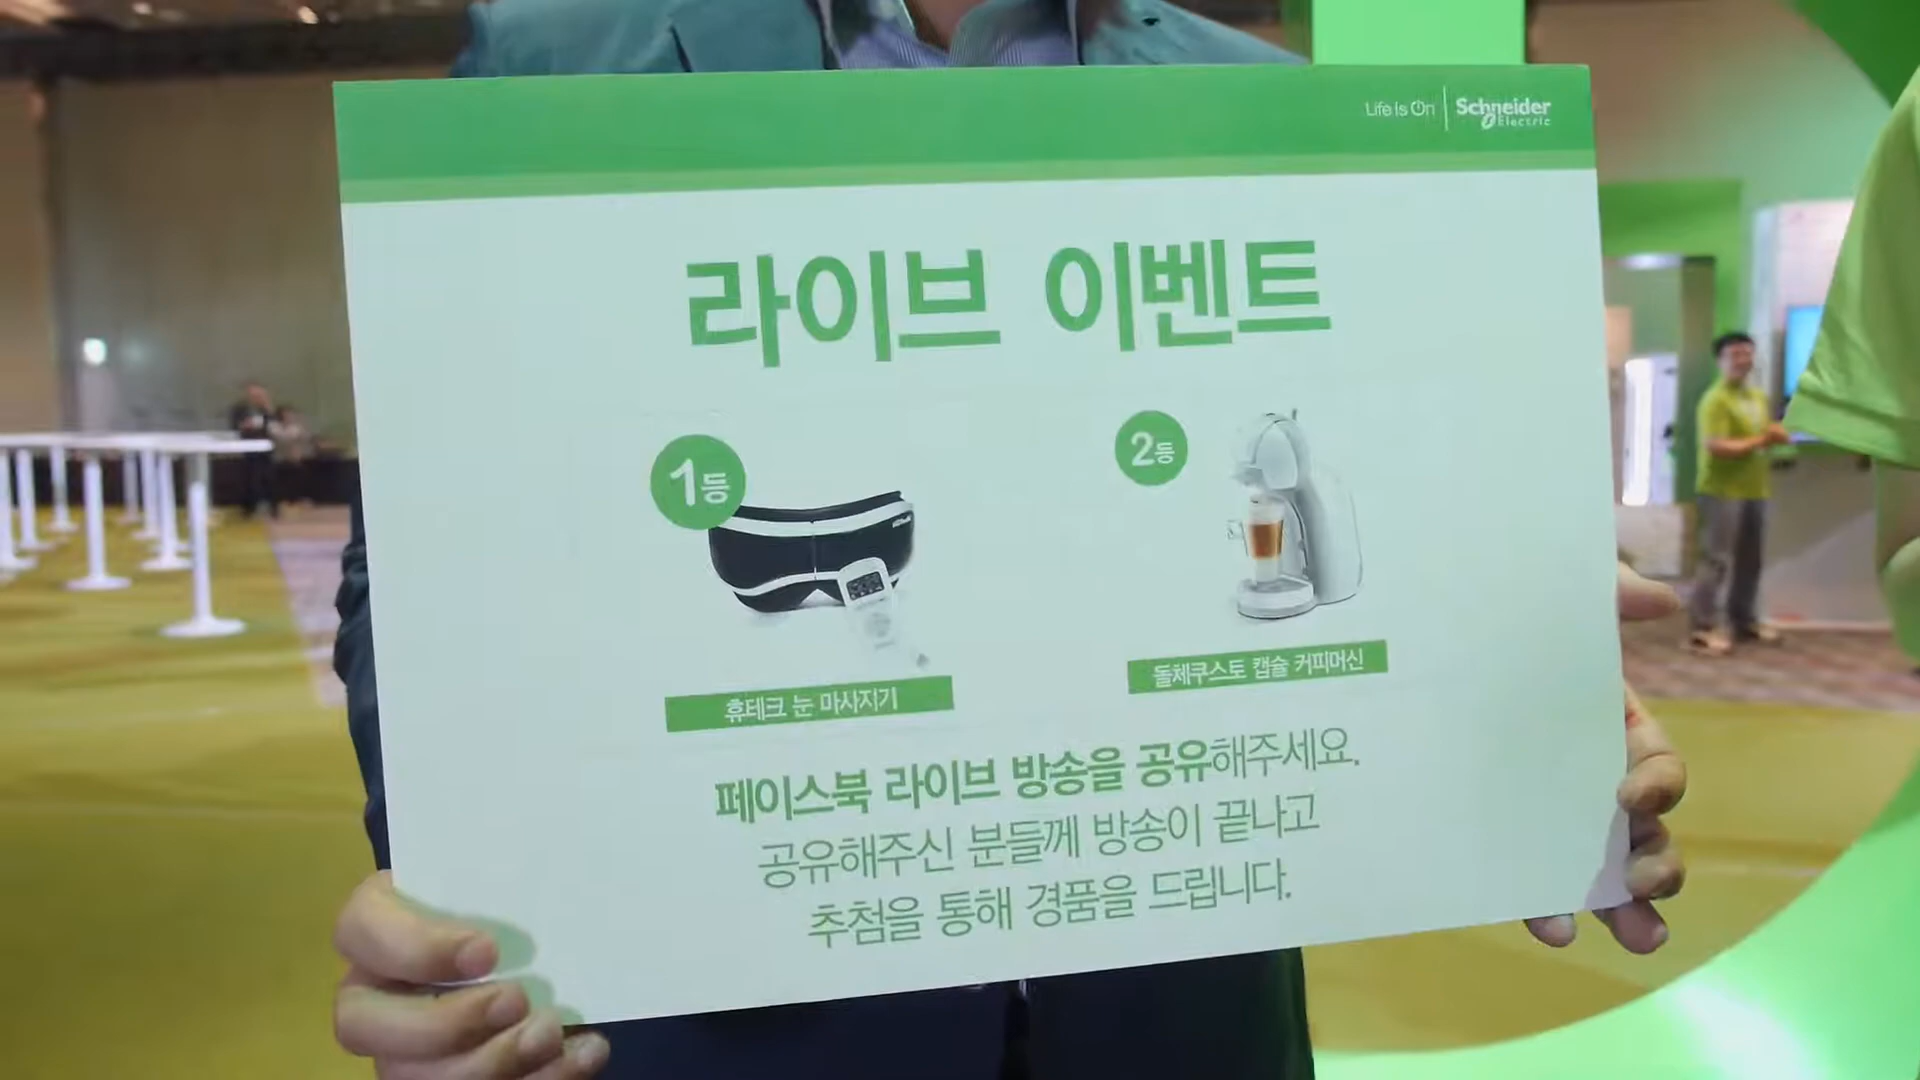 Life Is On | Schneider Electric
라이브 이벤트
1등
2등
휴테크 눈 마사지기
돌체쿠스토 캡슐 커피머신
페이스북 라이브 방송을 공유해주세요.
공유해주신 분들께 방송이 끝나고
추첨을 통해 경품을 드립니다.